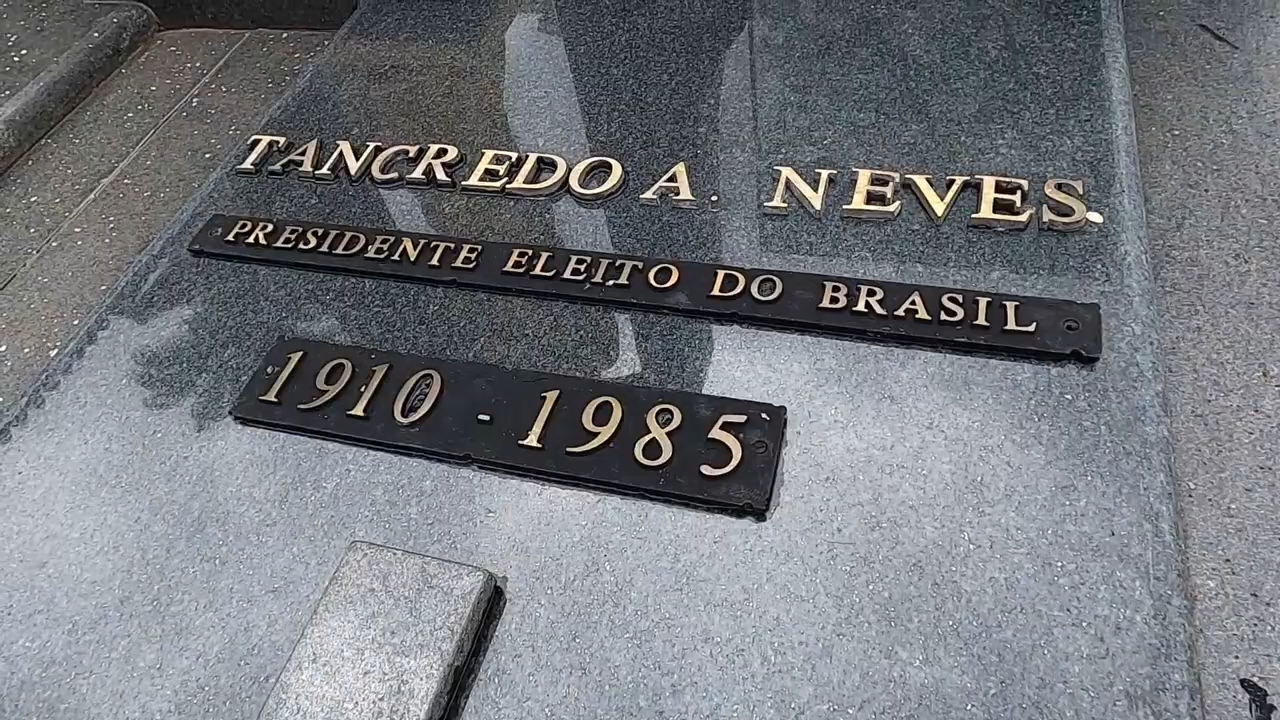 TANCREDO A. NEVES.
PRESIDENTE ELEITO DO BRASIL
1910 - 1985